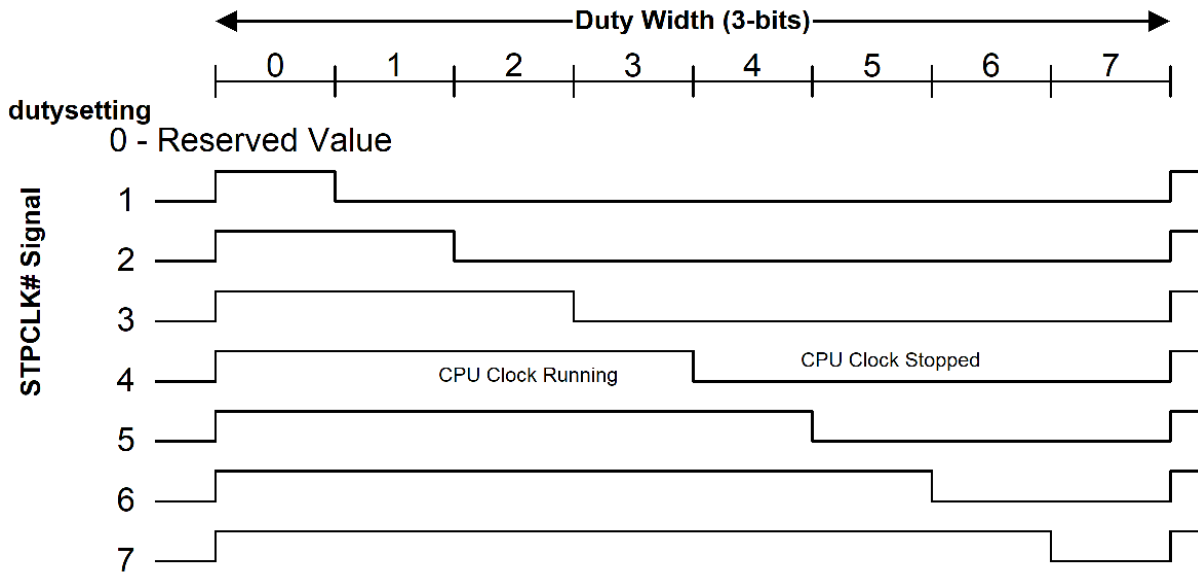 Duty Width (3-bits)
0 1 2 3 4 5 6 7
dutysetting
0 - Reserved Value
STPCLK# Signal
1
2
3
4 CPU Clock Running CPU Clock Stopped
5
6
7